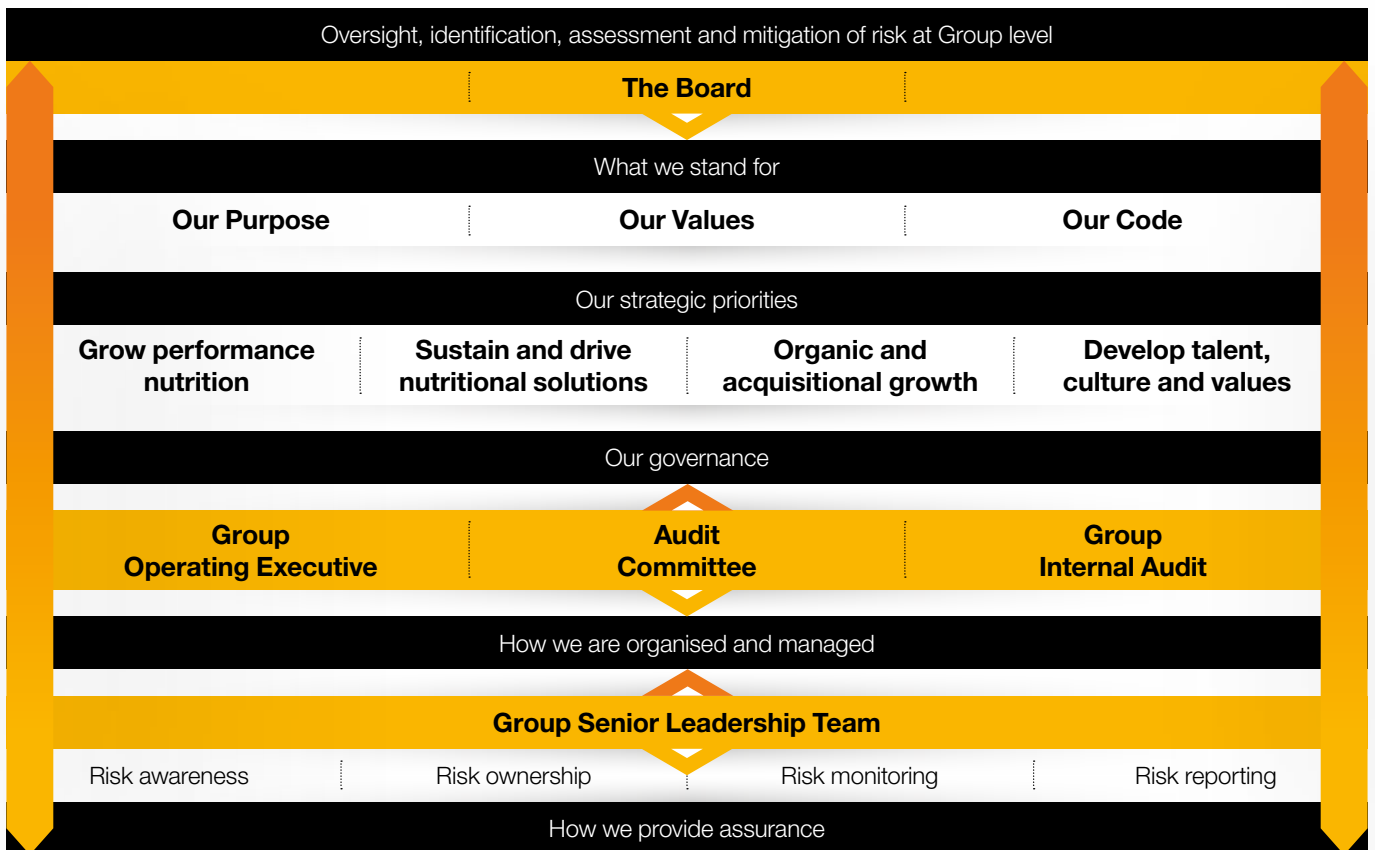 Oversight, identification, assessment and mitigation of risk at Group level
The Board
What we stand for
Our Purpose
Our Values
Our Code
Our strategic priorities
Grow performance
nutrition
Sustain and drive
nutritional solutions
Organic and
acquisitional growth
Develop talent,
culture and values
Our governance
Group
Operating Executive
Audit
Committee
Group
Internal Audit
How we are organised and managed
Group Senior Leadership Team
Risk awareness
Risk ownership
Risk monitoring
Risk reporting
How we provide assurance